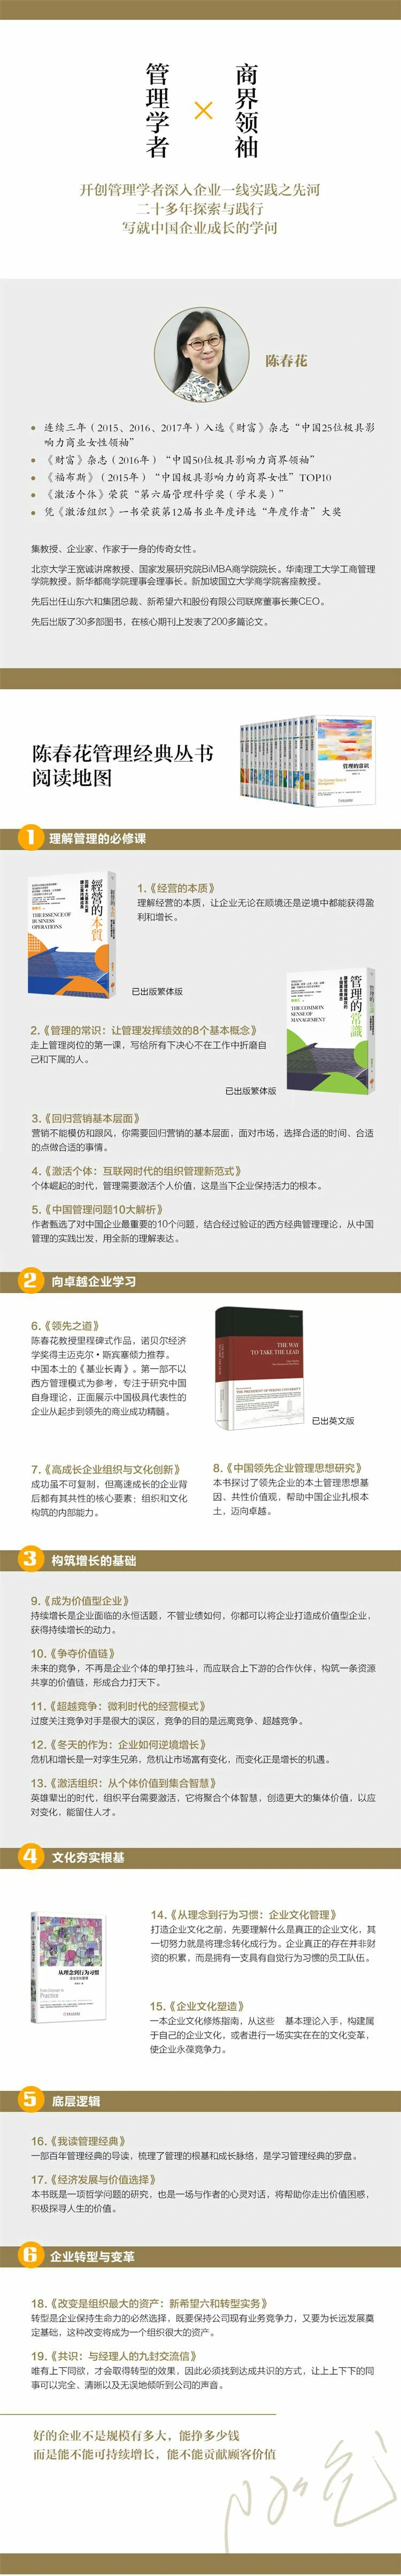 管理学者
×
商界领袖
开创管理学者深入企业一线实践之先河
二十多年探索与践行
写就中国企业成长的学问
陈春花
连续三年（2015、2016、2017年）入选《财富》杂志“中国25位极具影
响力商业女性领袖”
《财富》杂志（2016年）“中国50位极具影响力商界领袖”
《福布斯》（2015年）“中国极具影响力的商界女性”TOP10
《激活个体》荣获“第六届管理科学奖（学术类）”
凭《激活组织》一书荣获第12届书业年度评选“年度作者”大奖
集教授、企业家、作家于一身的传奇女性。
北京大学王宽诚讲席教授、国家发展研究院BiMBA商学院院长。华南理工大学工商管理
学院教授。新华都商学院理事会理事长。新加坡国立大学商学院客座教授。
先后出任山东六和集团总裁、新希望六和股份有限公司联席董事长兼CEO。
先后出版了30多部图书，在核心期刊上发表了200多篇论文。
陈春花管理经典丛书
阅读地图
管理的常识
1 理解管理的必修课
經營的本質
THE ESSENCE OF
BUSINESS
OPERATIONS
1.《经营的本质》
理解经营的本质，让企业无论在顺境还是逆境中都能获得盈
利和增长。
已出版繁体版
2.《管理的常识：让管理发挥绩效的8个基本概念》
走上管理岗位的第一课，写给所有下决心不在工作中折磨自
己和下属的人。
管理的常識
THE COMMON
SENSE OF
MANAGEMENT
已出版繁体版
3.《回归营销基本层面》
营销不能模仿和跟风，你需要回归营销的基本层面，面对市场，选择合适的时间、合适
的点做合适的事情。
4.《激活个体：互联网时代的组织管理新范式》
个体崛起的时代，管理需要激活个人价值，这是当下企业保持活力的根本。
5.《中国管理问题10大解析》
作者甄选了对中国企业最重要的10个问题，结合经过验证的西方经典管理理论，从中国
管理的实践出发，用全新的理解表达。
2 向卓越企业学习
6.《领先之道》
陈春花教授里程碑式作品，诺贝尔经济
学奖得主迈克尔·斯宾塞倾力推荐。
中国本土的《基业长青》。第一部不以
西方管理模式为参考，专注于研究中国
自身理论，正面展示中国极具代表性的
企业从起步到领先的商业成功精髓。
THE WAY
TO TAKE THE LEAD
已出英文版
7.《高成长企业组织与文化创新》
成功虽不可复制，但高速成长的企业背
后都有其共性的核心要素：组织和文化
构筑的内部能力。
8.《中国领先企业管理思想研究》
本书探讨了领先企业的本土管理思想基
因、共性价值观，帮助中国企业扎根本
土，迈向卓越。
3 构筑增长的基础
9.《成为价值型企业》
持续增长是企业面临的永恒话题，不管业绩如何，你都可以将企业打造成价值型企业，
获得持续增长的动力。
10.《争夺价值链》
未来的竞争，不再是企业个体的单打独斗，而应联合上下游的合作伙伴，构筑一条资源
共享的价值链，形成合力打天下。
11.《超越竞争：微利时代的经营模式》
过度关注竞争对手是很大的误区，竞争的目的是远离竞争、超越竞争。
12.《冬天的作为：企业如何逆境增长》
危机和增长是一对孪生兄弟，危机让市场富有变化，而变化正是增长的机遇。
13.《激活组织：从个体价值到集合智慧》
英雄辈出的时代，组织平台需要激活，它将聚合个体智慧，创造更大的集体价值，以应
对变化，能留住人才。
4 文化夯实根基
从理念到行为习惯
企业文化管理
Practice
14.《从理念到行为习惯：企业文化管理》
打造企业文化之前，先要理解什么是真正的企业文化，其
一切努力就是将理念转化成行为。企业真正的存在并非财
资的积累，而是拥有一支具有自觉行为习惯的员工队伍。
15.《企业文化塑造》
一本企业文化修炼指南，从这些 基本理论入手，构建属
于自己的企业文化，或者进行一场实实在在的文化变革，
使企业永葆竞争力。
5 底层逻辑
16.《我读管理经典》
一部百年管理经典的导读，梳理了管理的根基和成长脉络，是学习管理经典的罗盘。
17.《经济发展与价值选择》
本书既是一项哲学问题的研究，也是一场与作者的心灵对话，将帮助你走出价值困惑，
积极探寻人生的价值。
6 企业转型与变革
18.《改变是组织最大的资产：新希望六和转型实务》
转型是企业保持生命力的必然选择，既要保持公司现有业务竞争力，又要为长远发展奠
定基础，这种改变将成为一个组织很大的资产。
19.《共识：与经理人的九封交流信》
唯有上下同欲，才会取得转型的效果，因此必须找到达成共识的方式，让上上下下的同
事可以完全、清晰以及无误地倾听到公司的声音。
好的企业不是规模有多大，能挣多少钱
而是能不能可持续增长，能不能贡献顾客价值